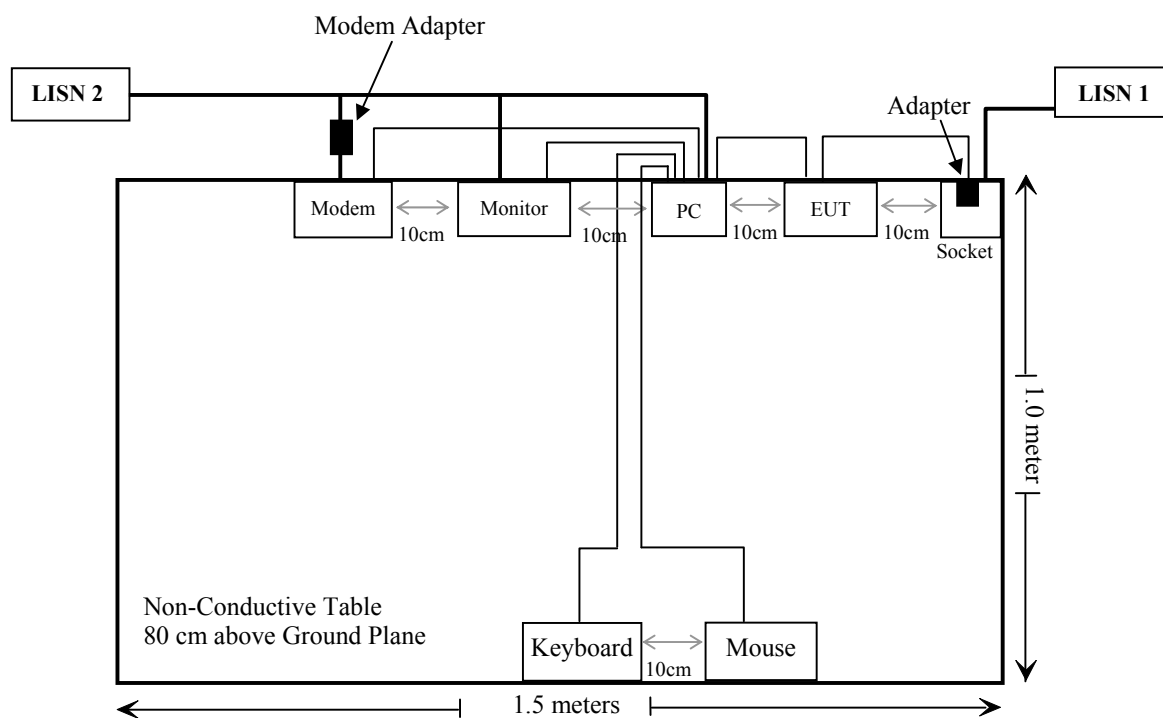 Modem Adapter
LISN 2
LISN 1
Adapter
Modem
Monitor
PC
EUT
10cm
10cm
10cm
10cm
Socket
1.0 meter
Non-Conductive Table
80 cm above Ground Plane
Keyboard
Mouse
10cm
1.5 meters